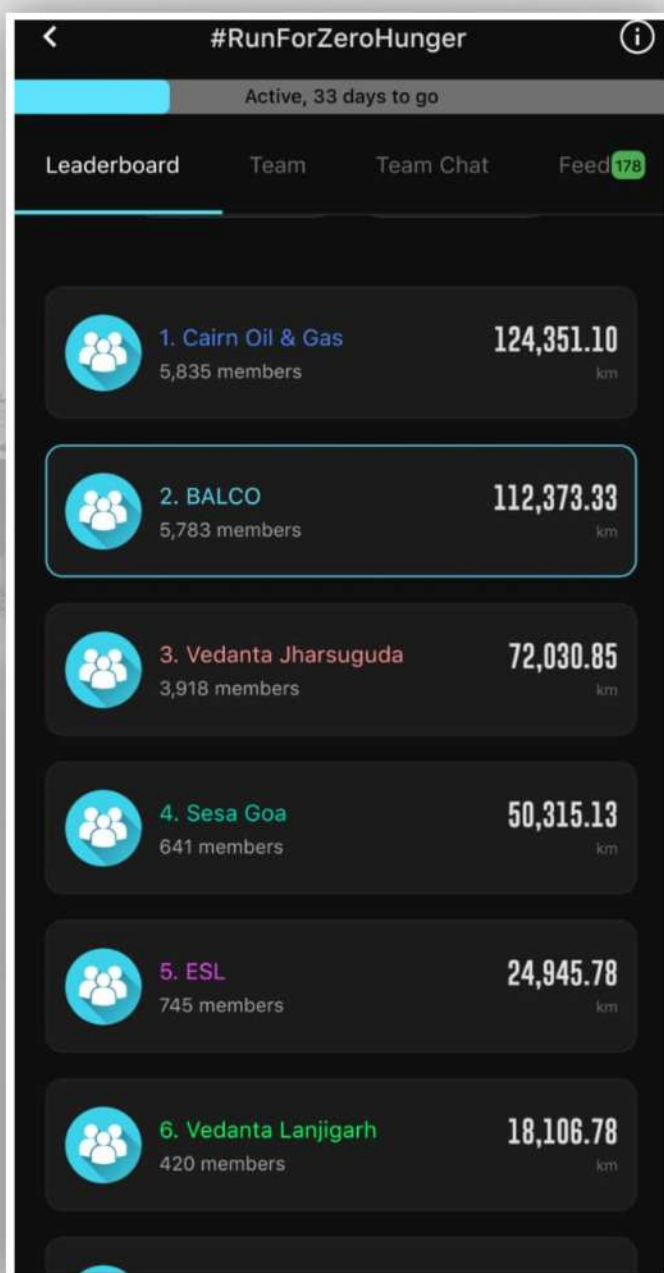 #RunForZeroHunger
Active, 33 days to go
Leaderboard Team Team Chat Feed 178
1. Cairn Oil & Gas 124,351.10
5,835 members km
2. BALCO 112,373.33
5,783 members km
3. Vedanta Jharsuguda 72,030.85
3,918 members km
4. Sesa Goa 50,315.13
641 members km
5. ESL 24,945.78
745 members km
6. Vedanta Lanjigarh 18,106.78
420 members km